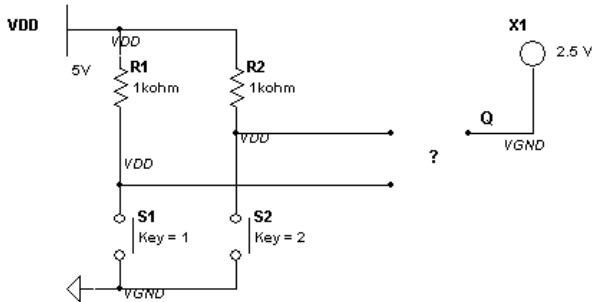 VDD
X1
VDD
2.5 V
5V
R1
R2
1kohm
1kohm
Q
VDD
VGND
?
VDD
S1
S2
Key = 1
Key = 2
VGND